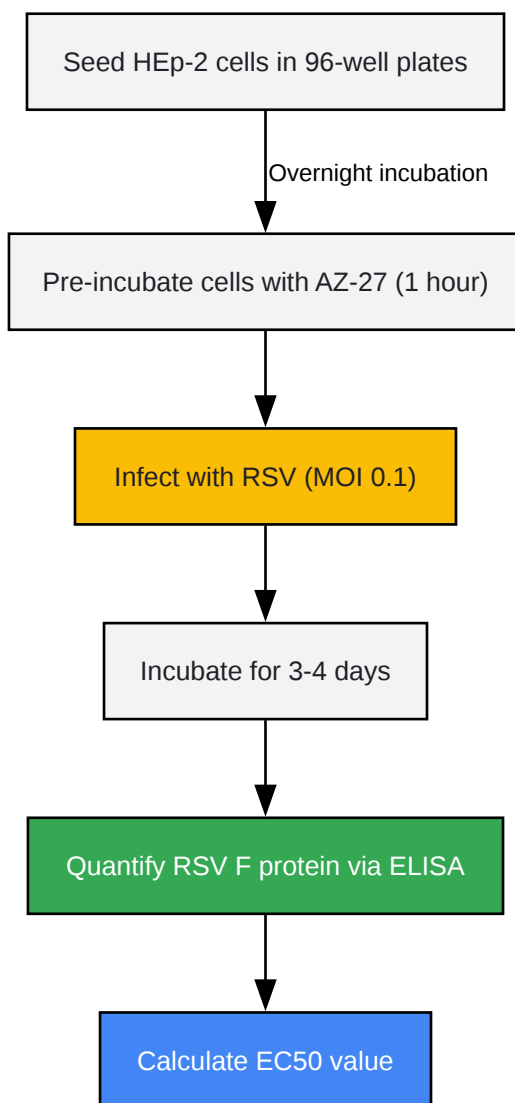 Seed HEp-2 cells in 96-well plates
Overnight incubation
Pre-incubate cells with AZ-27 (1 hour)
Infect with RSV (MOI 0.1)
Incubate for 3-4 days
Quantify RSV F protein via ELISA
Calculate EC50 value